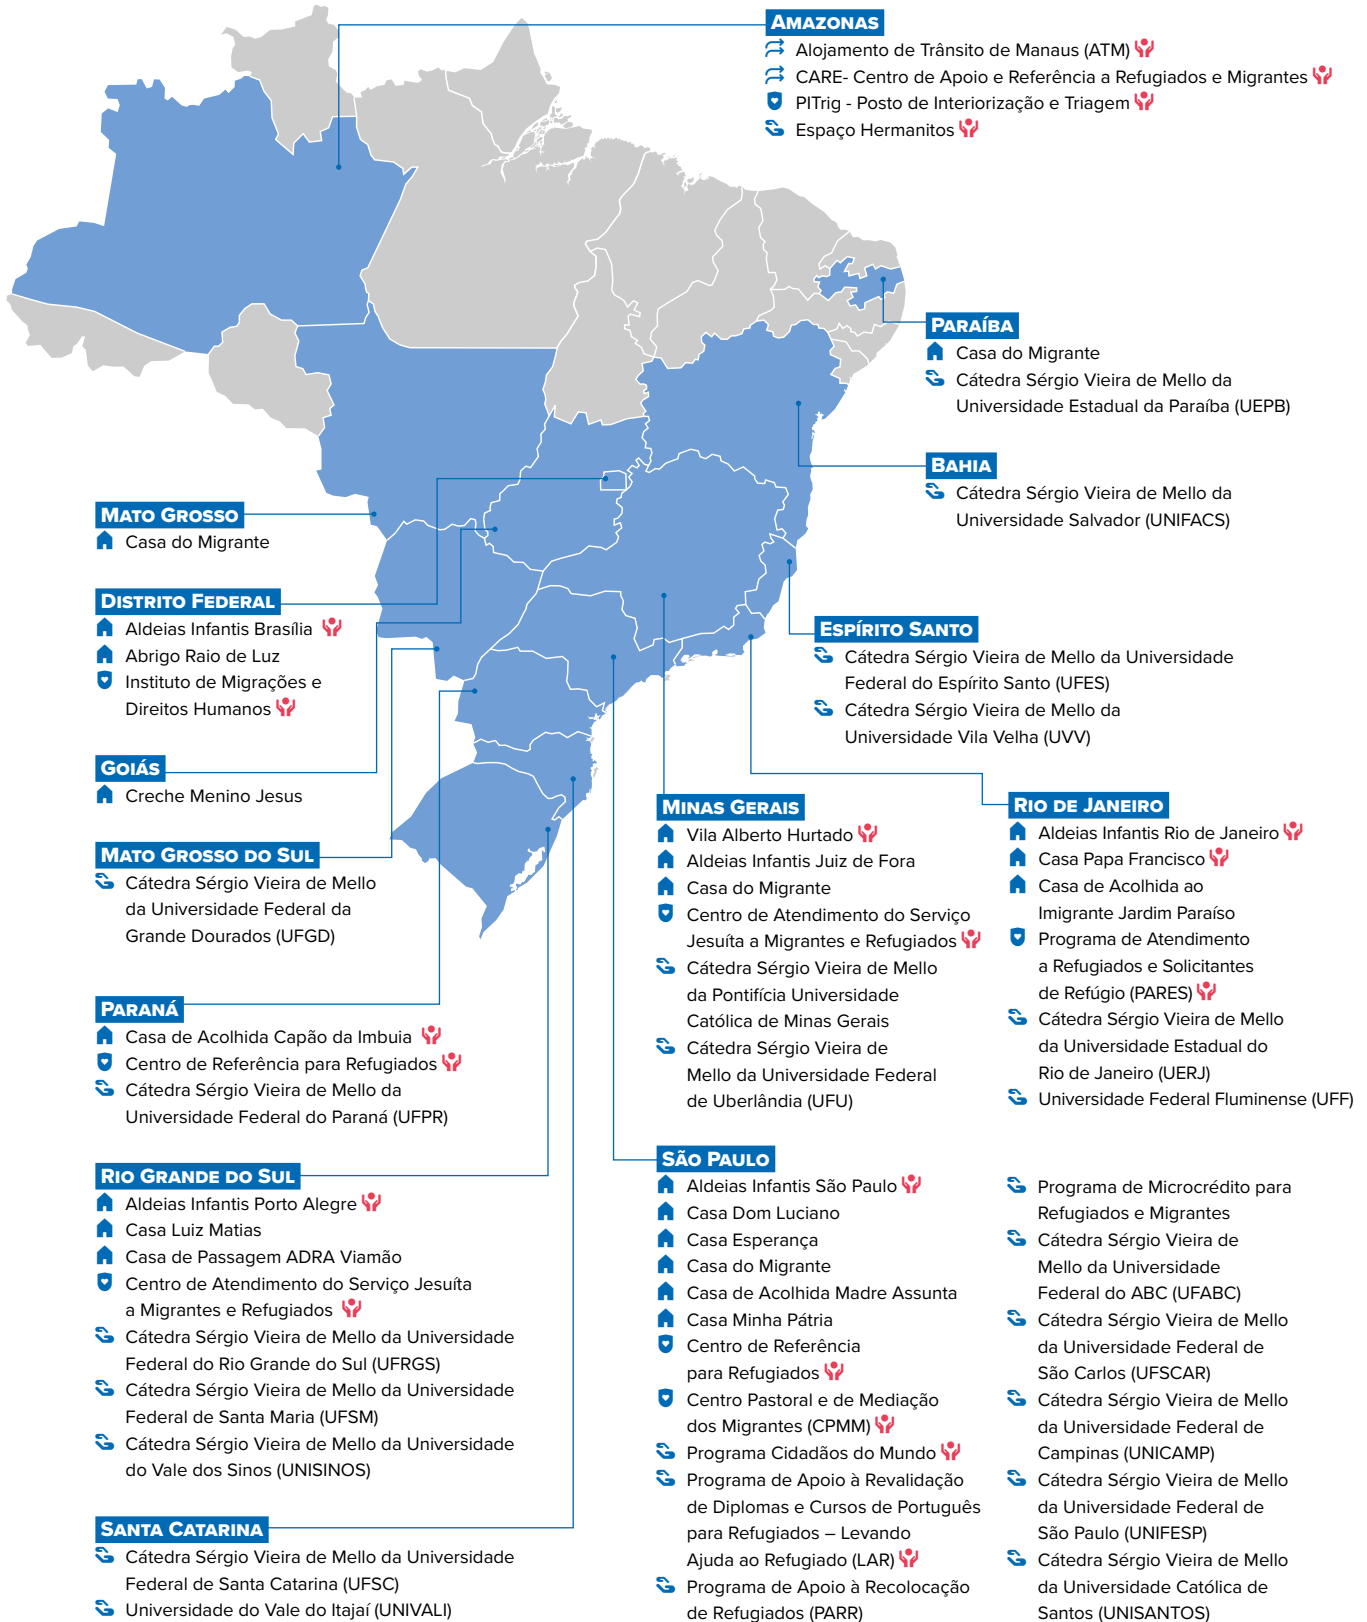 AMAZONAS
Alojamento de Trânsito de Manaus (ATM)
CARE- Centro de Apoio e Referência a Refugiados e Migrantes
PITrig - Posto de Interiorização e Triagem
Espaço Hermanitos
PARAÍBA
Casa do Migrante
Cátedra Sérgio Vieira de Mello da
Universidade Estadual da Paraíba (UEPB)
BAHIA
Cátedra Sérgio Vieira de Mello da
Universidade Salvador (UNIFACS)
MATO GROSSO
Casa do Migrante
DISTRITO FEDERAL
Aldeias Infantis Brasília
Abrigo Raio de Luz
Instituto de Migrações e
Direitos Humanos
ESPÍRITO SANTO
Cátedra Sérgio Vieira de Mello da Universidade
Federal do Espírito Santo (UFES)
Cátedra Sérgio Vieira de Mello da
Universidade Vila Velha (UVV)
GOIÁS
Creche Menino Jesus
MATO GROSSO DO SUL
Cátedra Sérgio Vieira de Mello
da Universidade Federal da
Grande Dourados (UFGD)
MINAS GERAIS
Vila Alberto Hurtado
Aldeias Infantis Juiz de Fora
Casa do Migrante
Centro de Atendimento do Serviço
Jesuíta a Migrantes e Refugiados
Cátedra Sérgio Vieira de Mello
da Pontifícia Universidade
Católica de Minas Gerais
Cátedra Sérgio Vieira de
Mello da Universidade Federal
de Uberlândia (UFU)
RIO DE JANEIRO
Aldeias Infantis Rio de Janeiro
Casa Papa Francisco
Casa de Acolhida ao
Imigrante Jardim Paraíso
Programa de Atendimento
a Refugiados e Solicitantes
de Refúgio (PARES)
Cátedra Sérgio Vieira de Mello
da Universidade Estadual do
Rio de Janeiro (UERJ)
Universidade Federal Fluminense (UFF)
PARANÁ
Casa de Acolhida Capão da Imbuia
Centro de Referência para Refugiados
Cátedra Sérgio Vieira de Mello da
Universidade Federal do Paraná (UFPR)
RIO GRANDE DO SUL
Aldeias Infantis Porto Alegre
Casa Luiz Matias
Casa de Passagem ADRA Viamão
Centro de Atendimento do Serviço Jesuíta
a Migrantes e Refugiados
Cátedra Sérgio Vieira de Mello da Universidade
Federal do Rio Grande do Sul (UFRGS)
Cátedra Sérgio Vieira de Mello da Universidade
Federal de Santa Maria (UFSM)
Cátedra Sérgio Vieira de Mello da Universidade
do Vale dos Sinos (UNISINOS)
SANTA CATARINA
Cátedra Sérgio Vieira de Mello da Universidade
Federal de Santa Catarina (UFSC)
Universidade do Vale do Itajaí (UNIVALI)
SÃO PAULO
Aldeias Infantis São Paulo
Casa Dom Luciano
Casa Esperança
Casa do Migrante
Casa de Acolhida Madre Assunta
Casa Minha Pátria
Centro de Referência
para Refugiados
Centro Pastoral e de Mediação
dos Migrantes (CPMM)
Programa Cidadãos do Mundo
Programa de Apoio à Revalidação
de Diplomas e Cursos de Português
para Refugiados – Levando
Ajuda ao Refugiado (LAR)
Programa de Apoio à Recolocação
de Refugiados (PARR)
Programa de Microcrédito para
Refugiados e Migrantes
Cátedra Sérgio Vieira de
Mello da Universidade
Federal do ABC (UFABC)
Cátedra Sérgio Vieira de Mello
da Universidade Federal de
São Carlos (UFSCAR)
Cátedra Sérgio Vieira de Mello
da Universidade Federal de
Campinas (UNICAMP)
Cátedra Sérgio Vieira de Mello
da Universidade Federal de
São Paulo (UNIFESP)
Cátedra Sérgio Vieira de Mello
da Universidade Católica de
Santos (UNISANTOS)